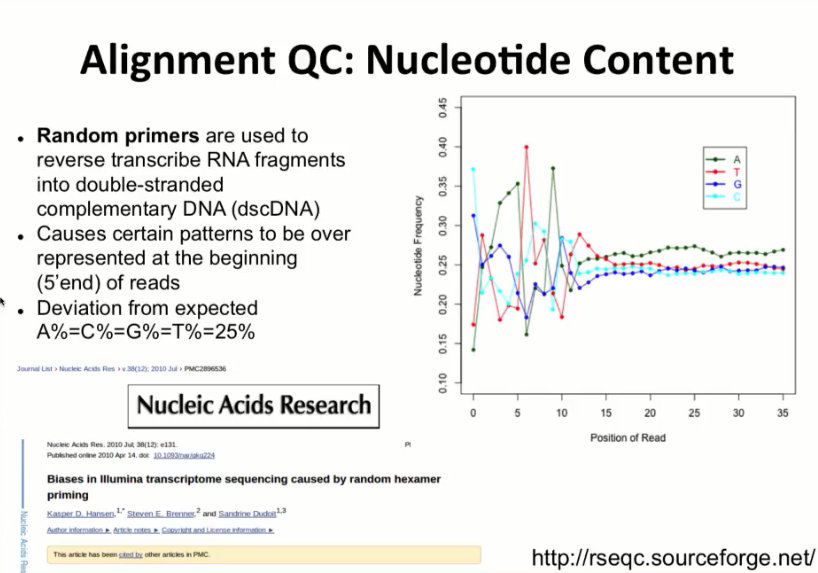 Alignment QC: Nucleotide Content
• Random primers are used to
reverse transcribe RNA fragments
into double-stranded
complementary DNA (dscDNA)
• Causes certain patterns to be over
represented at the beginning
(5'end) of reads
• Deviation from expected
A%=C%=G%=T%=25%
Nucleotide Frequency
0.45
0.40
0.35
0.30
0.25
0.20
0.15
0.10
A
T
G
C
0 5 10 15 20 25 30 35
Position of Read
Journal List › Nucleic Acids Res › v.38(12); 2010 Jul › PMC2896536
Nucleic Acids Research
Nucleic Acids Res. 2010 Jul; 38(12): e131.
Published online 2010 Apr 14. doi: 10.1093/nar/gkq224
Biases in Illumina transcriptome sequencing caused by random hexamer
priming
Kasper D. Hansen,1,* Steven E. Brenner,2 and Sandrine Dudoit1,3
Author information ► Article notes ► Copyright and License information ►
This article has been cited by other articles in PMC.
http://rseqc.sourceforge.net/